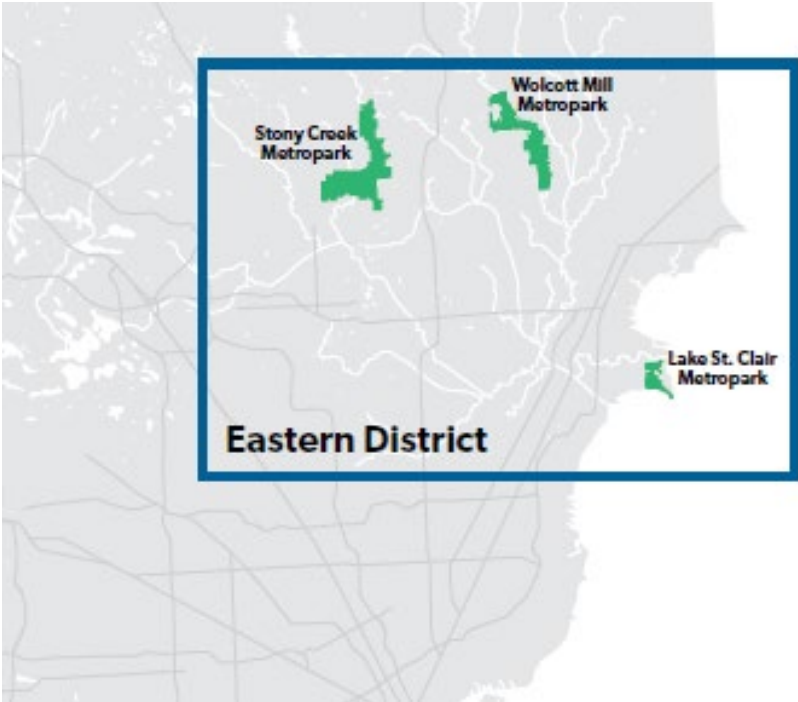 Wolcott Mill
Metropark
Stony Creek
Metropark
Lake St. Clair
Metropark
Eastern District